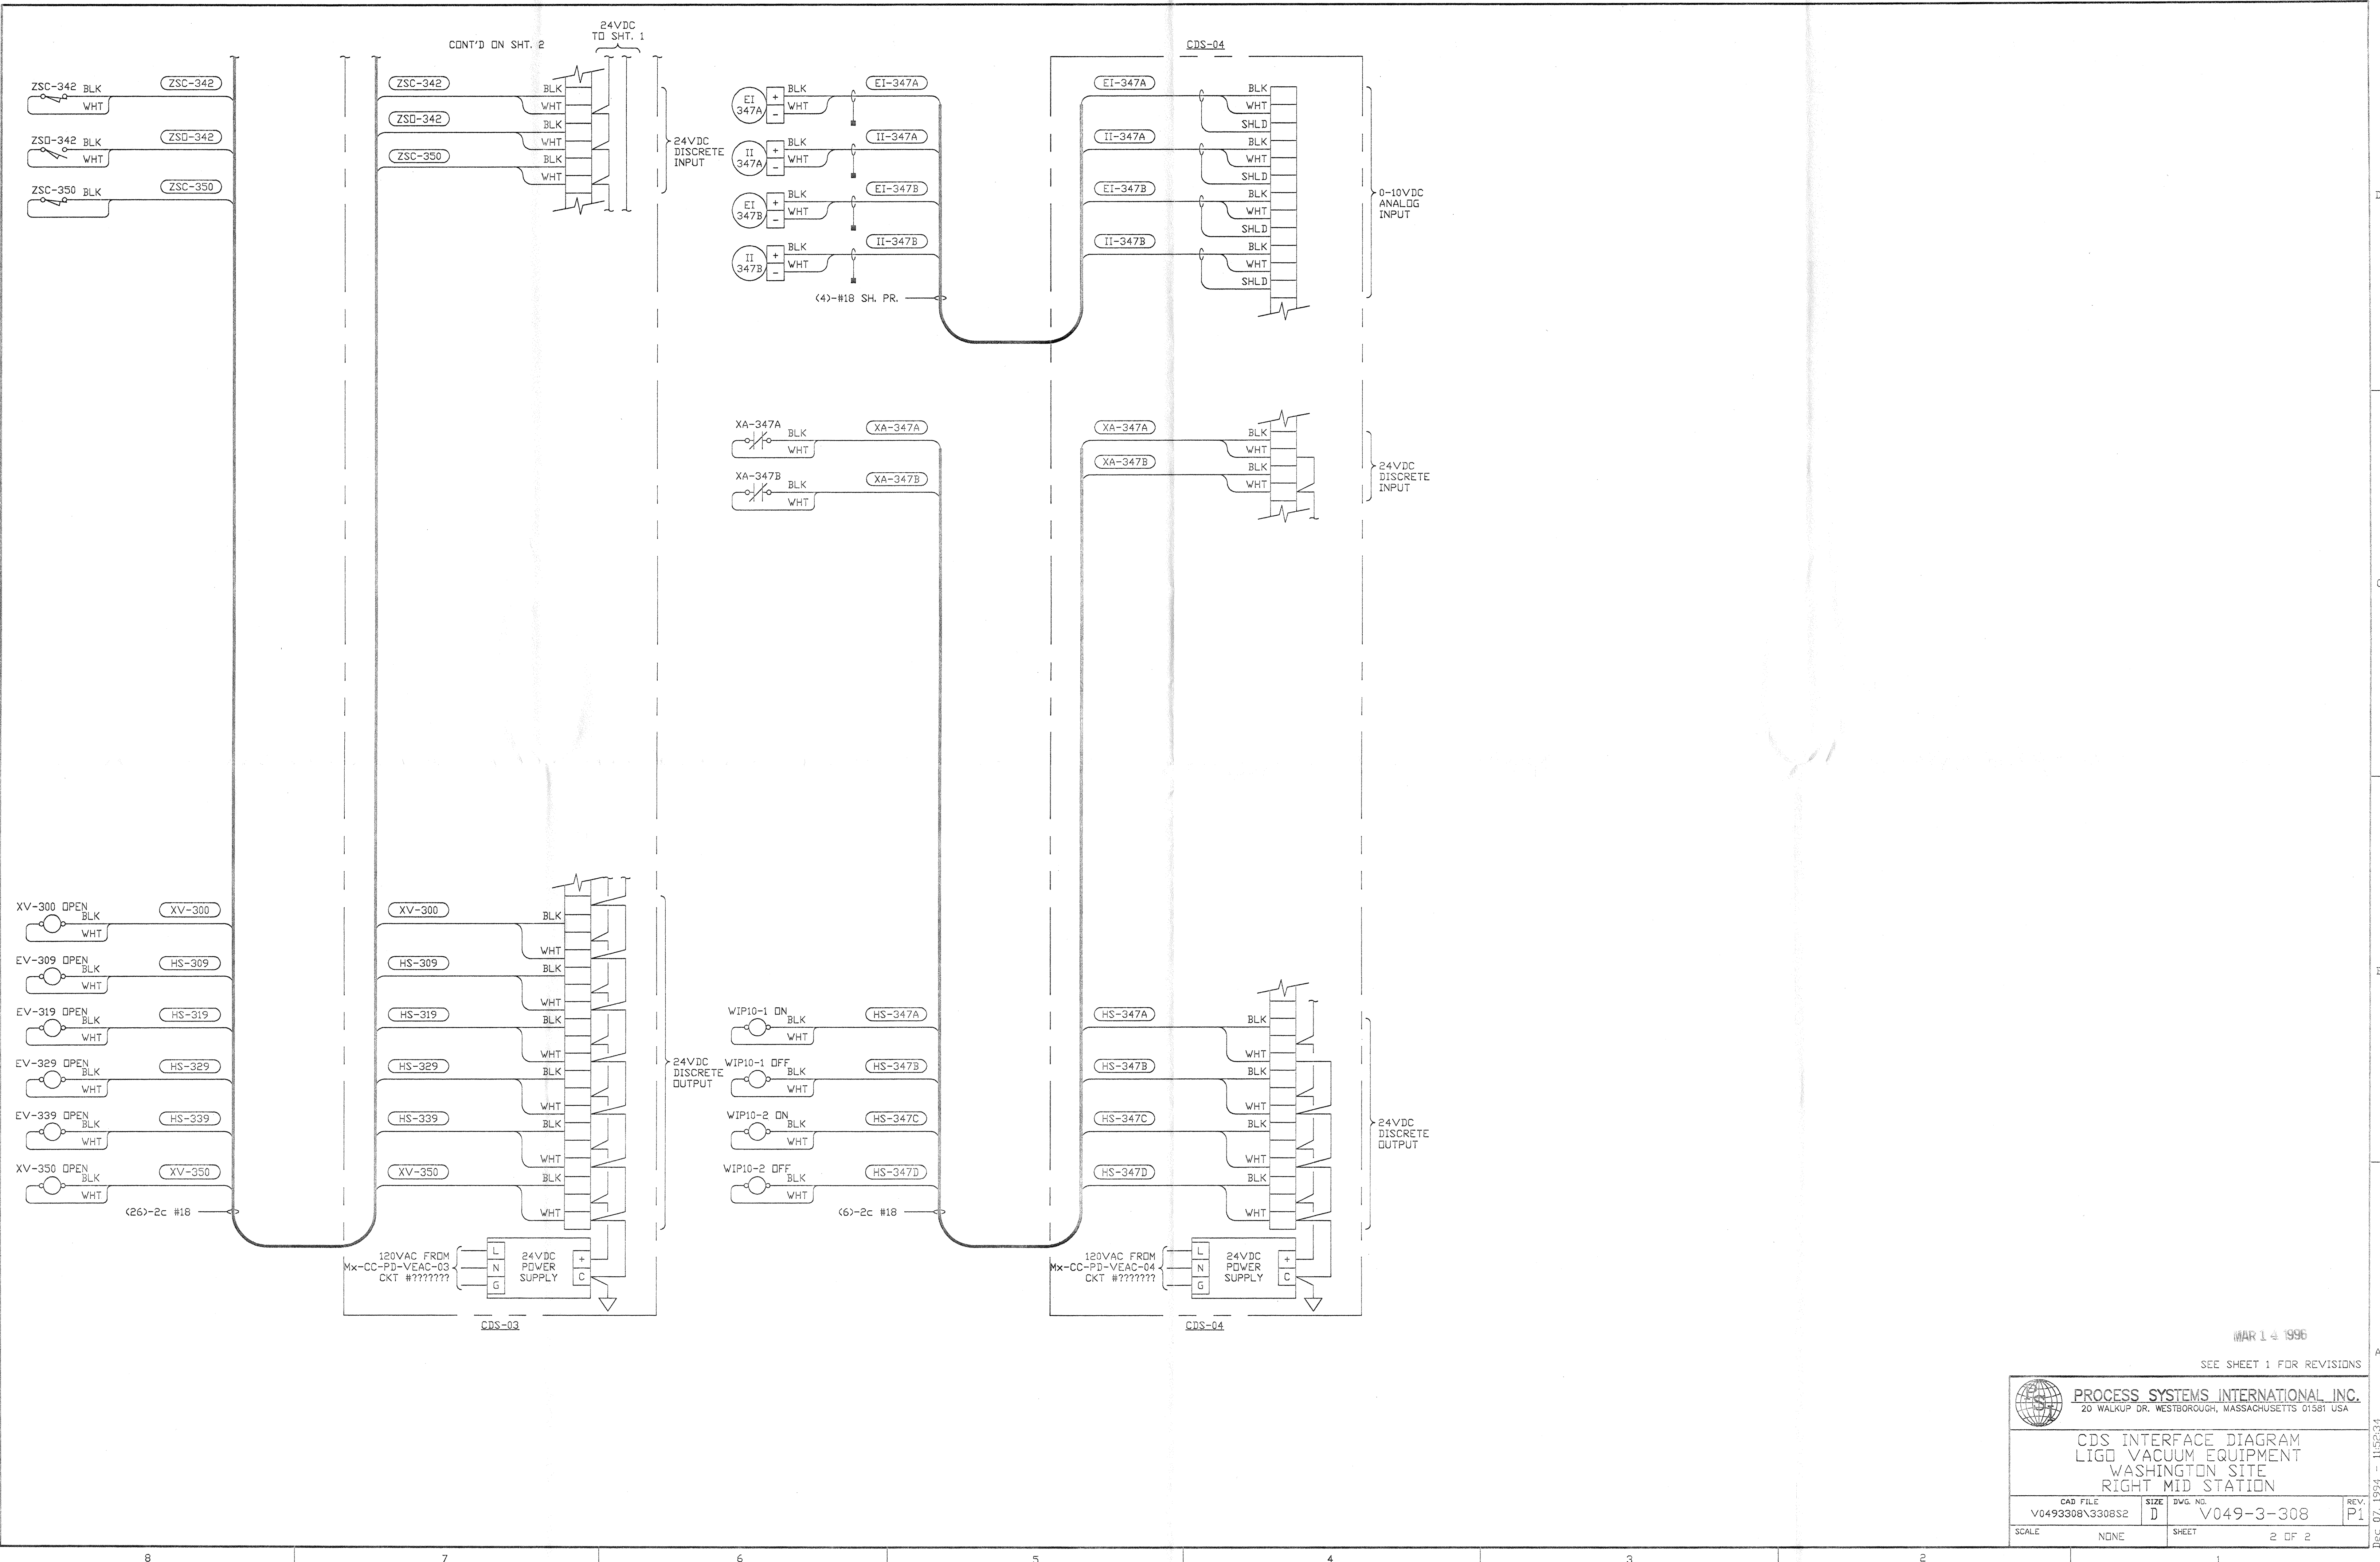 CONT'D ON SHT. 2
24VDC
TO SHT. 1
ZSC-342 BLK
WHT
ZSC-342
ZSO-342 BLK
WHT
ZSO-342
ZSC-350 BLK
ZSC-350
ZSC-342
BLK
WHT
ZSO-342
BLK
WHT
ZSC-350
BLK
WHT
24VDC
DISCRETE
INPUT
XV-300 OPEN
BLK
WHT
XV-300
EV-309 OPEN
BLK
WHT
HS-309
EV-319 OPEN
BLK
WHT
HS-319
EV-329 OPEN
BLK
WHT
HS-329
EV-339 OPEN
BLK
WHT
HS-339
XV-350 OPEN
BLK
WHT
XV-350
(26)-2c #18
XV-300
BLK
WHT
HS-309
BLK
WHT
HS-319
BLK
WHT
HS-329
BLK
WHT
HS-339
BLK
WHT
XV-350
BLK
WHT
24VDC
DISCRETE
OUTPUT
120VAC FROM
Mx-CC-PD-VEAC-03
CKT #???????
L
N
G
24VDC
POWER
SUPPLY
+
C
CDS-03
CDS-04
EI
347A
+
-
BLK
WHT
EI-347A
II
347A
+
-
BLK
WHT
II-347A
EI
347B
+
-
BLK
WHT
EI-347B
II
347B
+
-
BLK
WHT
II-347B
(4)-#18 SH. PR.
EI-347A
BLK
WHT
SHLD
II-347A
BLK
WHT
SHLD
EI-347B
BLK
WHT
SHLD
II-347B
BLK
WHT
SHLD
0-10VDC
ANALOG
INPUT
XA-347A
BLK
WHT
XA-347A
XA-347B
BLK
WHT
XA-347B
XA-347A
BLK
WHT
XA-347B
BLK
WHT
24VDC
DISCRETE
INPUT
WIP10-1 ON
BLK
WHT
HS-347A
WIP10-1 OFF
BLK
WHT
HS-347B
WIP10-2 ON
BLK
WHT
HS-347C
WIP10-2 OFF
BLK
WHT
HS-347D
(6)-2c #18
HS-347A
BLK
WHT
HS-347B
BLK
WHT
HS-347C
BLK
WHT
HS-347D
BLK
WHT
24VDC
DISCRETE
OUTPUT
120VAC FROM
Mx-CC-PD-VEAC-04
CKT #???????
L
N
G
24VDC
POWER
SUPPLY
+
C
CDS-04
MAR 14 1996
SEE SHEET 1 FOR REVISIONS
PSI
PROCESS SYSTEMS INTERNATIONAL INC.
20 WALKUP DR. WESTBOROUGH, MASSACHUSETTS 01581 USA
CDS INTERFACE DIAGRAM
LIGO VACUUM EQUIPMENT
WASHINGTON SITE
RIGHT MID STATION
CAD FILE
V0493308\3308S2
SIZE
D
DWG. NO.
V049-3-308
REV.
P1
SCALE
NONE
SHEET
2 OF 2
8
7
6
5
4
3
2
1
A
07, 1994 - 11:52:34